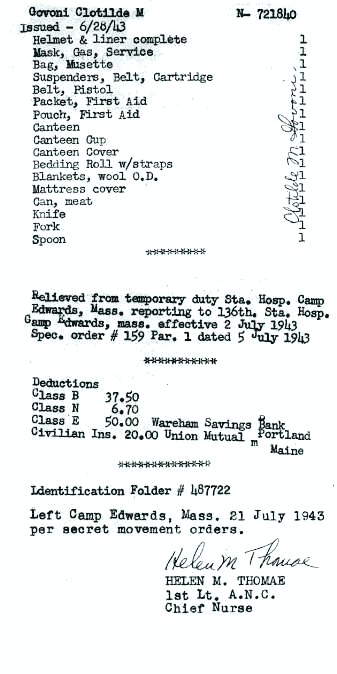 Govoni Clotilde M N- 721840
Issued - 6/28/43
Helmet & liner complete 1
Mask, Gas, Service 1
Bag, Musette 1
Suspenders, Belt, Cartridge 1
Belt, Pistol 1
Packet, First Aid 1
Pouch, First Aid 1
Canteen 1
Canteen Cup 1
Canteen Cover 1
Bedding Roll w/straps 1
Blankets, wool O.D. 1
Mattress cover 1
Can, meat 1
Knife 1
Fork 1
Spoon 1
Clotilde M Govoni
*********
Relieved from temporary duty Sta. Hosp. Camp
Edwards, Mass. reporting to 136th. Sta. Hosp.
Camp Edwards, mass. effective 2 July 1943
Spec. order # 159 Par. 1 dated 5 July 1943
***********
Deductions
Class B 37.50
Class N 6.70
Class E 50.00 Wareham Savings Bank
Civilian Ins. 20.00 Union Mutual m Portland
Maine
**************
Identification Folder # 487722
Left Camp Edwards, Mass. 21 July 1943
per secret movement orders.
Helen M Thomae
HELEN M. THOMAE
1st Lt. A.N.C.
Chief Nurse